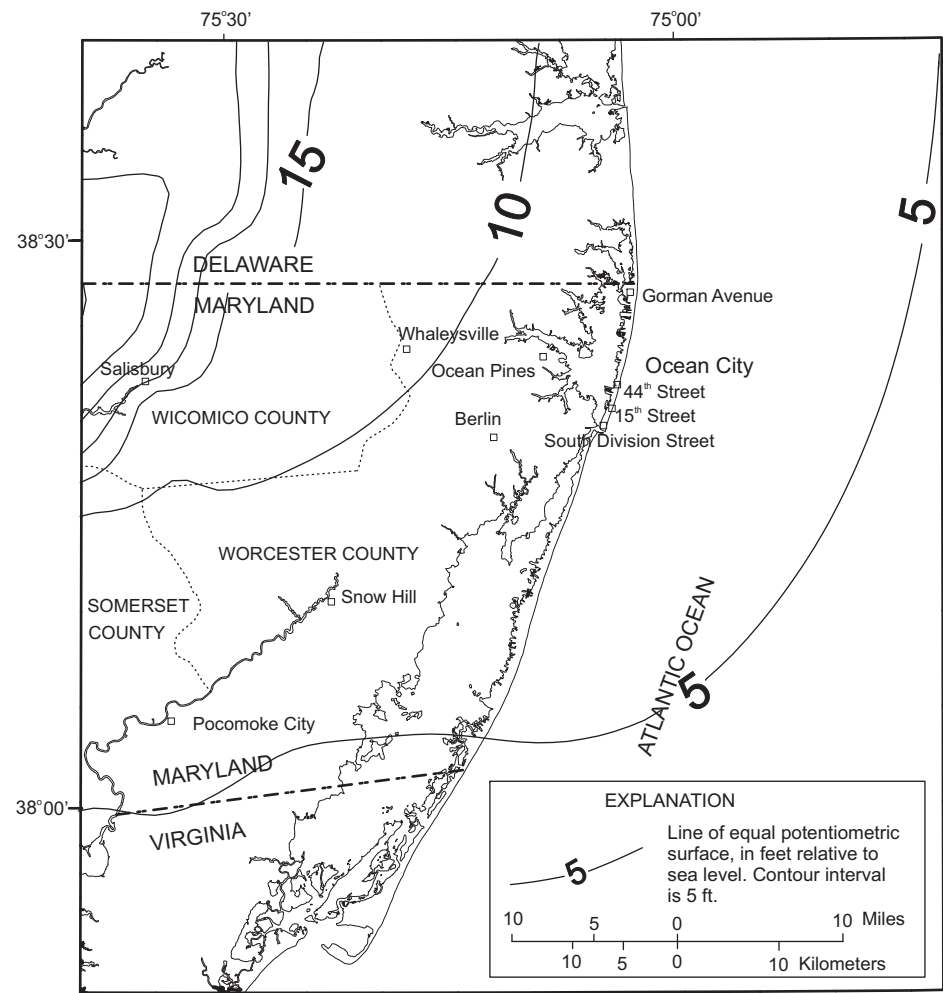 75°30'
75°00'
15
10
5
38°30'
DELAWARE
MARYLAND
Gorman Avenue
Whaleysville
Ocean City
Salisbury
Ocean Pines
44th Street
WICOMICO COUNTY
Berlin
15th Street
South Division Street
WORCESTER COUNTY
SOMERSET
COUNTY
Snow Hill
ATLANTIC OCEAN
5
Pocomoke City
MARYLAND
38°00'
VIRGINIA
EXPLANATION
5
Line of equal potentiometric
surface, in feet relative to
sea level. Contour interval
is 5 ft.
10 5 0 10 Miles
10 5 0 10 Kilometers